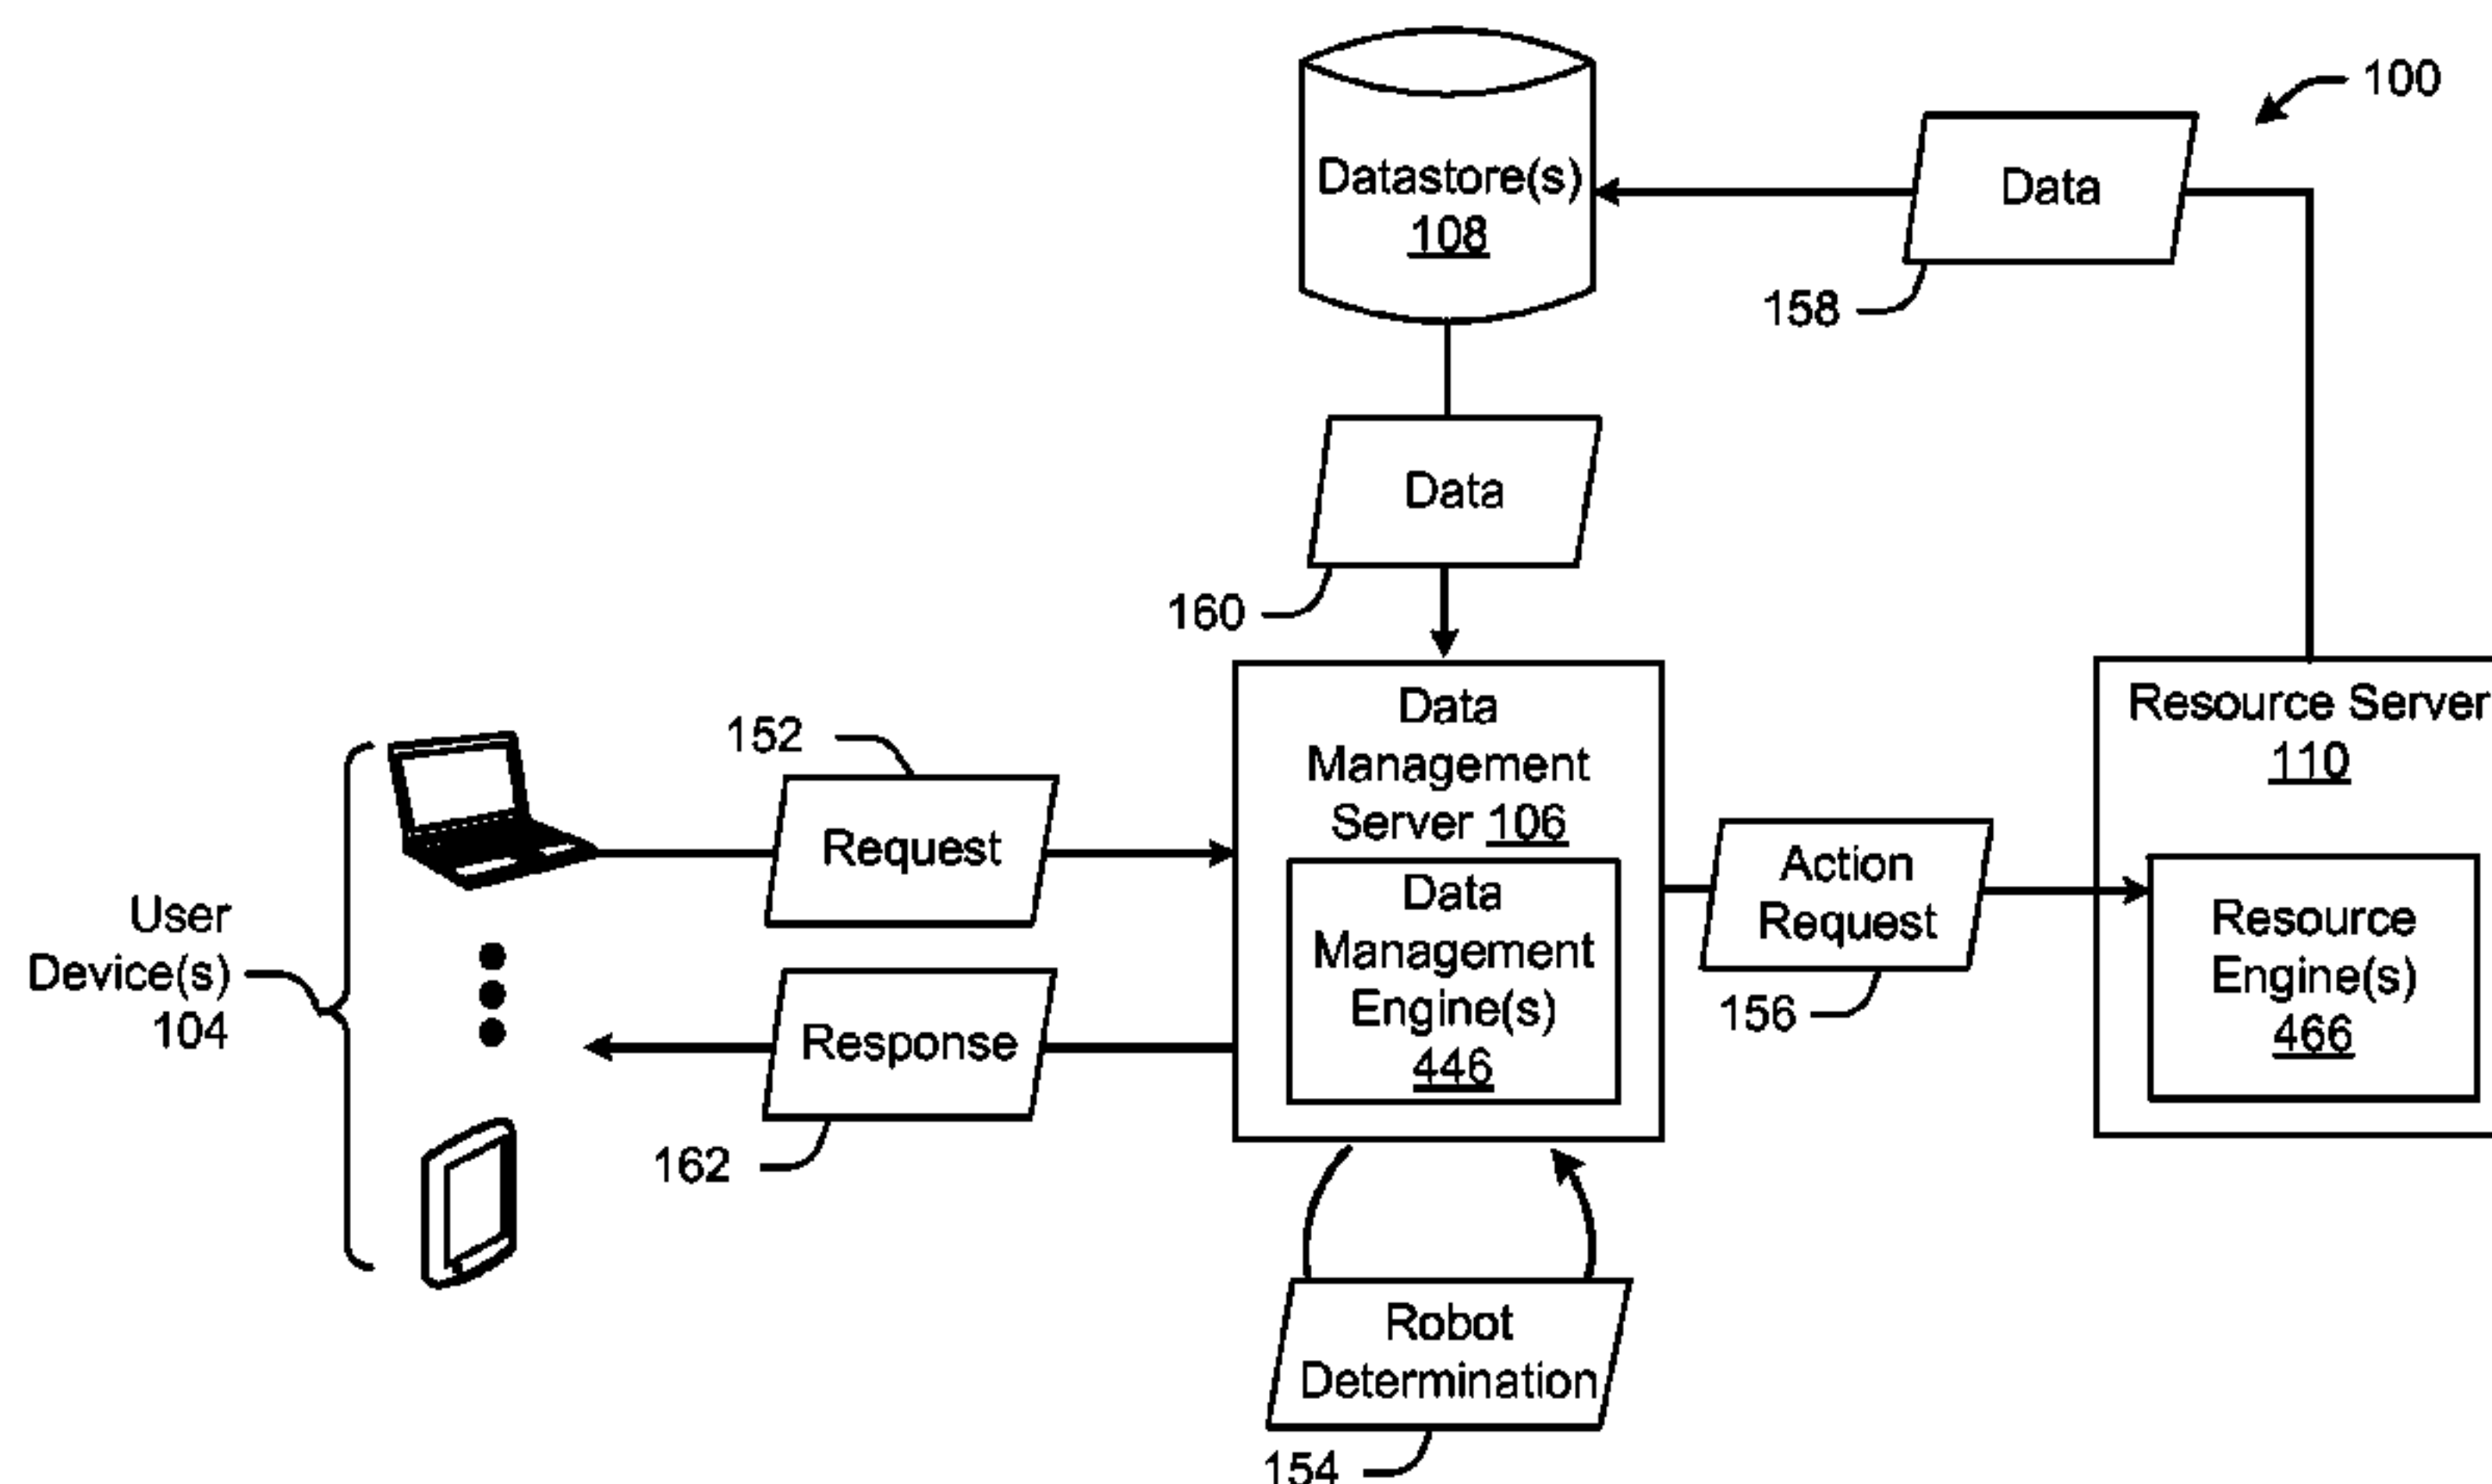 100
Datastore(s)
108
Data
158
Data
160
Data
Management
Server 106
Data
Management
Engine(s)
446
Resource Server
110
Resource
Engine(s)
466
152
Request
Action
Request
156
User
Device(s)
104
Response
162
Robot
Determination
154